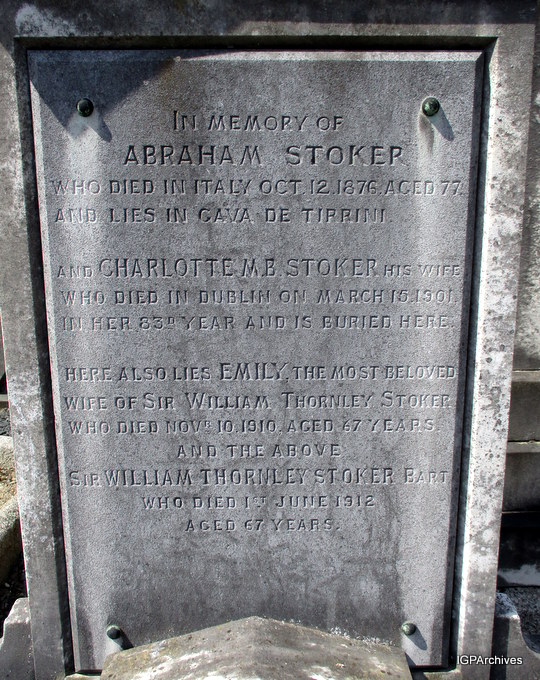 In memory of
ABRAHAM STOKER
who died in Italy Oct. 12. 1876. aged 77.
and lies in Cava de Tirrini.
and CHARLOTTE M.B. STOKER his wife
who died in Dublin on March 15. 1901.
in her 83rd year and is buried here.
Here also lies EMILY, the most beloved
wife of Sir William Thornley Stoker
who died Novr 10. 1910. aged 67 years.
and the above
Sir WILLIAM THORNLEY STOKER Bart
who died 1st June 1912
aged 67 years.
IGPArchives